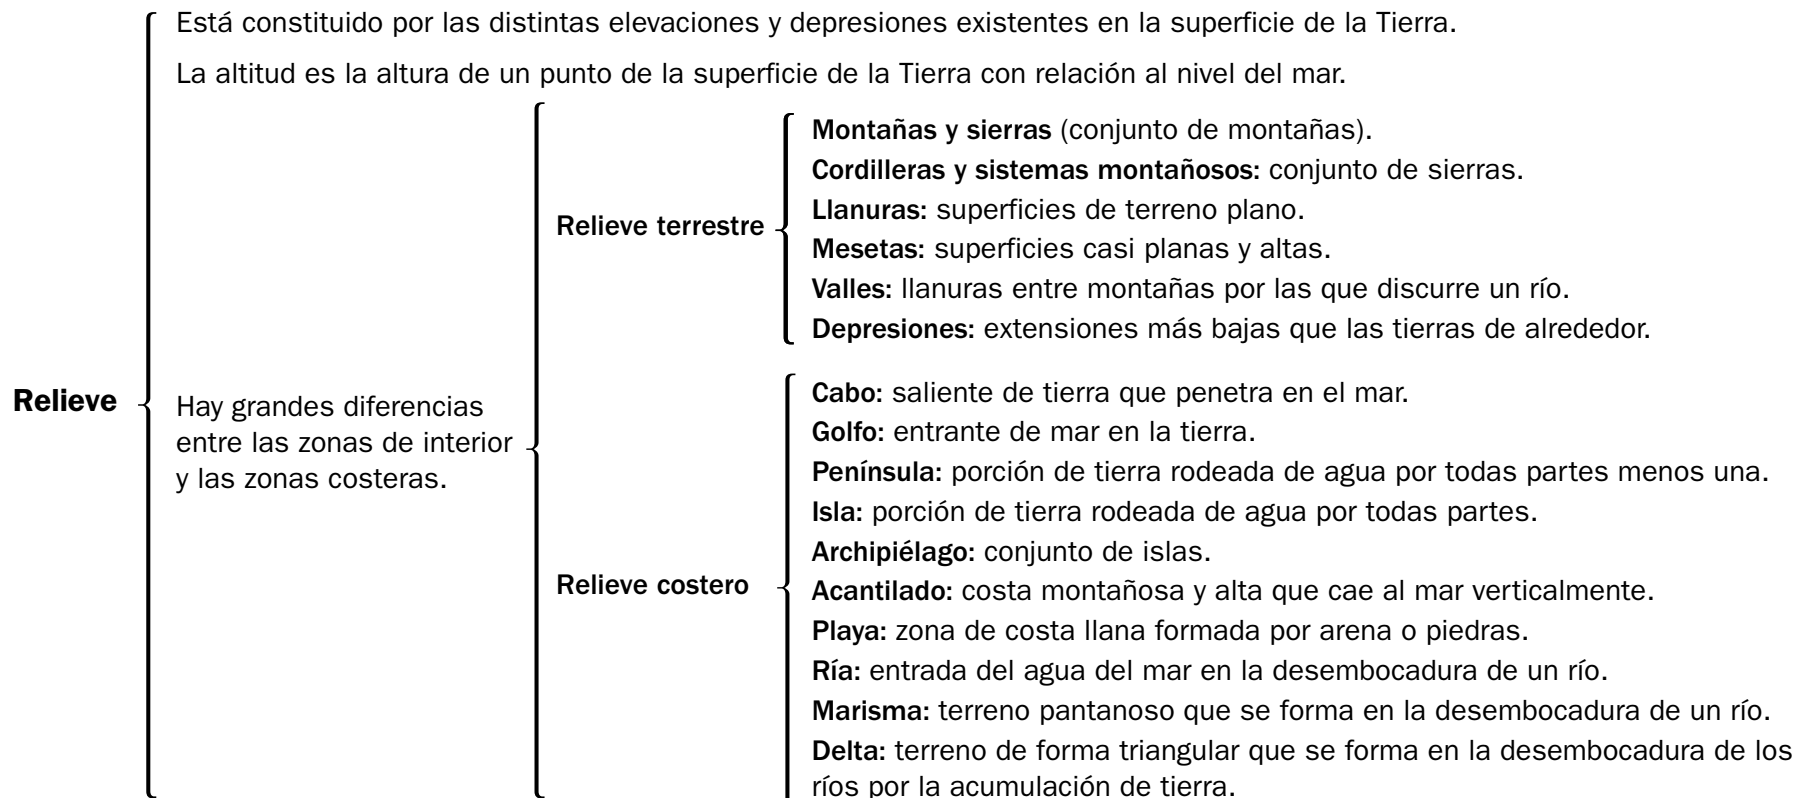 Está constituido por las distintas elevaciones y depresiones existentes en la superficie de la Tierra.
La altitud es la altura de un punto de la superficie de la Tierra con relación al nivel del mar.
Relieve
Hay grandes diferencias
entre las zonas de interior
y las zonas costeras.
Relieve terrestre
Montañas y sierras (conjunto de montañas).
Cordilleras y sistemas montañosos: conjunto de sierras.
Llanuras: superficies de terreno plano.
Mesetas: superficies casi planas y altas.
Valles: llanuras entre montañas por las que discurre un río.
Depresiones: extensiones más bajas que las tierras de alrededor.
Relieve costero
Cabo: saliente de tierra que penetra en el mar.
Golfo: entrante de mar en la tierra.
Península: porción de tierra rodeada de agua por todas partes menos una.
Isla: porción de tierra rodeada de agua por todas partes.
Archipiélago: conjunto de islas.
Acantilado: costa montañosa y alta que cae al mar verticalmente.
Playa: zona de costa llana formada por arena o piedras.
Ría: entrada del agua del mar en la desembocadura de un río.
Marisma: terreno pantanoso que se forma en la desembocadura de un río.
Delta: terreno de forma triangular que se forma en la desembocadura de los
ríos por la acumulación de tierra.